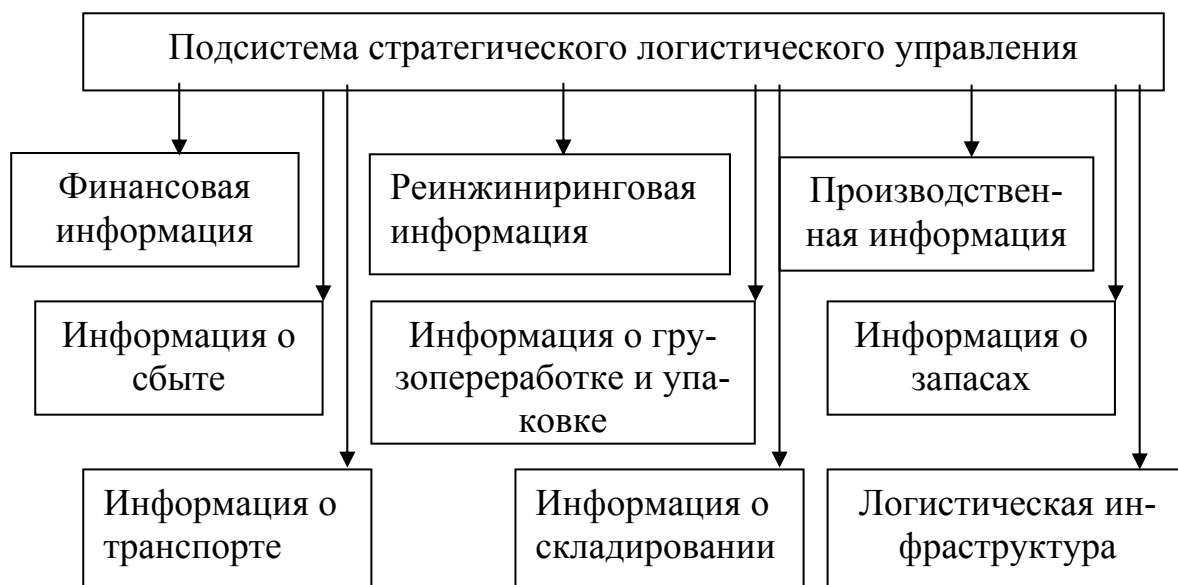 Подсистема стратегического логистического управления
Финансовая
информация
Реинжиниринговая
информация
Производствен-
ная информация
Информация о
сбыте
Информация о гру-
зопереработке и упа-
ковке
Информация о
запасах
Информация о
транспорте
Информация о
складировании
Логистическая ин-
фраструктура